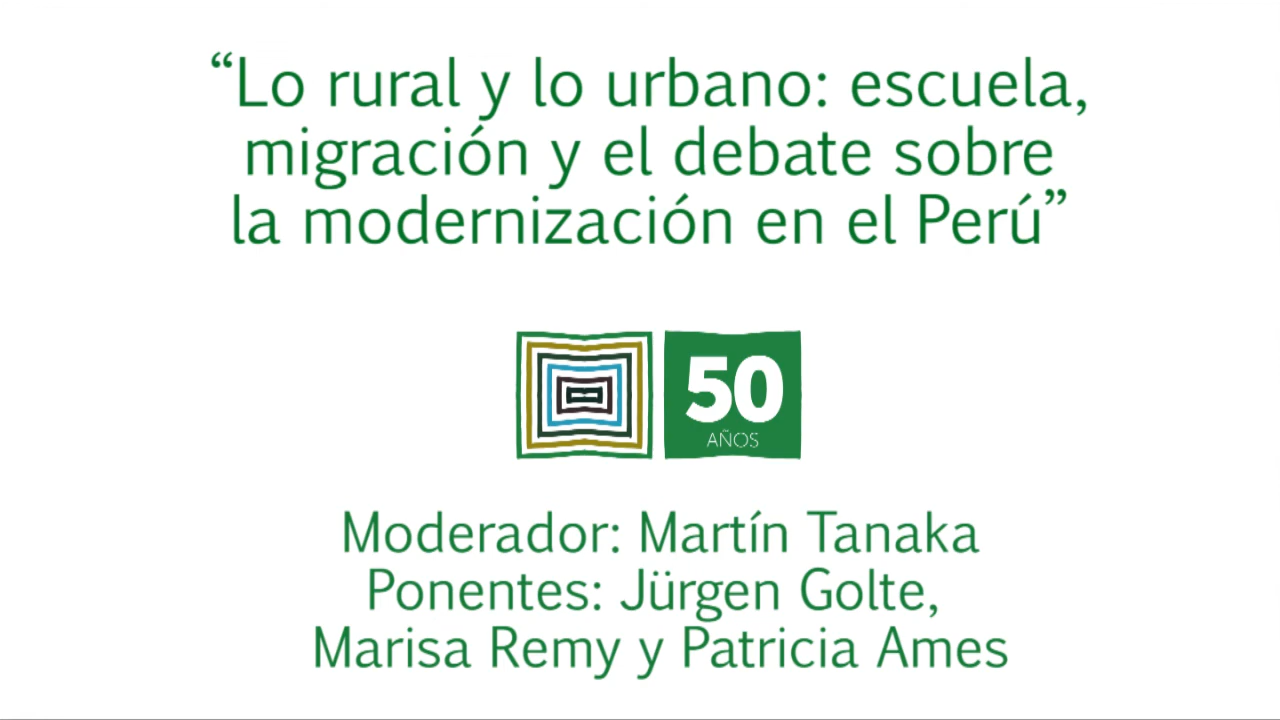 “Lo rural y lo urbano: escuela,
migración y el debate sobre
la modernización en el Perú”
50
AÑOS
Moderador: Martín Tanaka
Ponentes: Jürgen Golte,
Marisa Remy y Patricia Ames